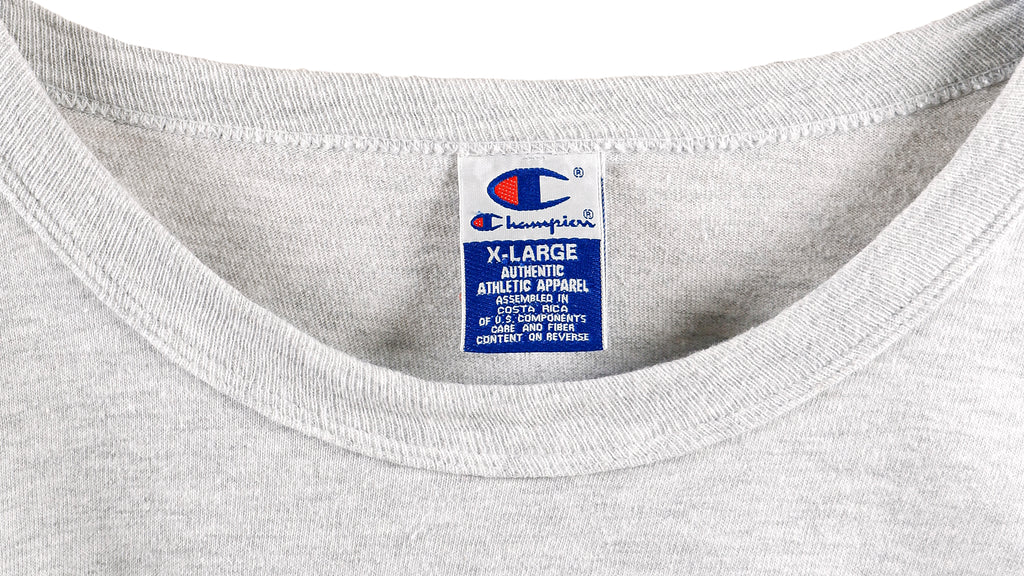 ®
Champion®
X-LARGE
AUTHENTIC
ATHLETIC APPAREL
ASSEMBLED IN
COSTA RICA
OF U.S. COMPONENTS
CARE AND FIBER
CONTENT ON REVERSE